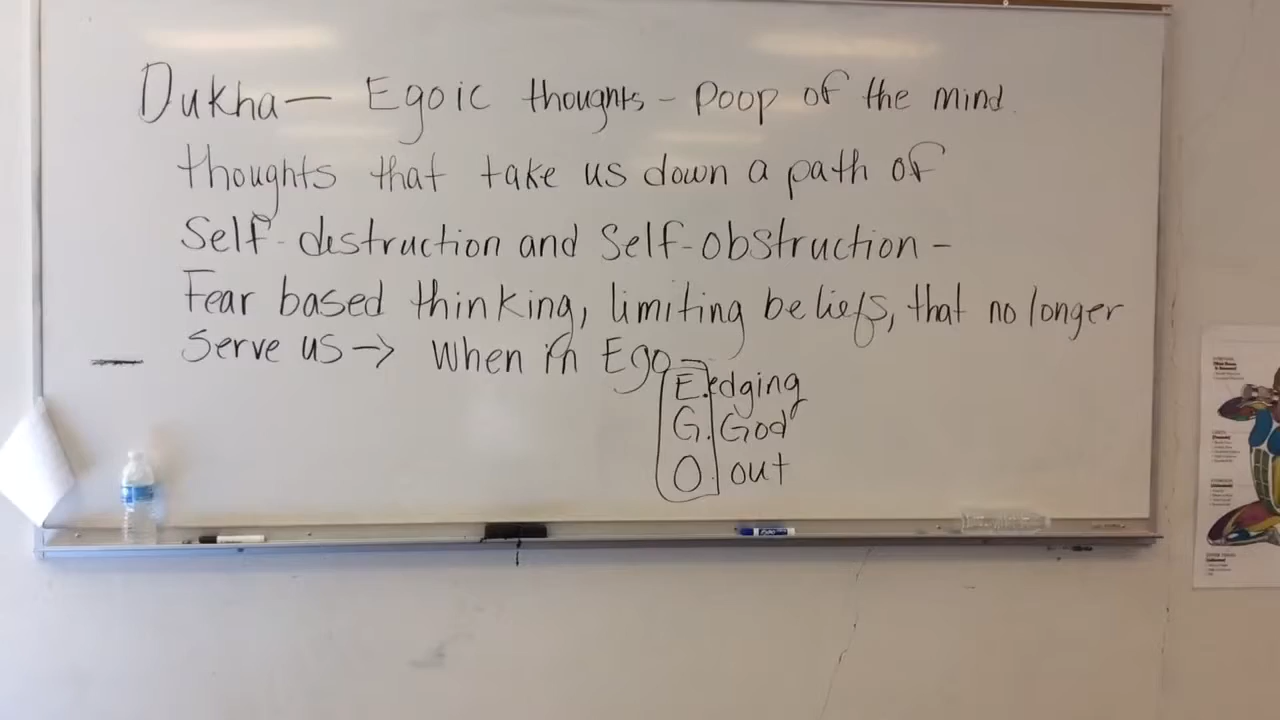 Dukha — Egoic thoughts - Poop of the mind.
thoughts that take us down a path of
Self-destruction and Self-obstruction -
Fear based thinking, limiting beliefs, that no longer
Serve us → When in Ego -
E. edging
G. God
O. out